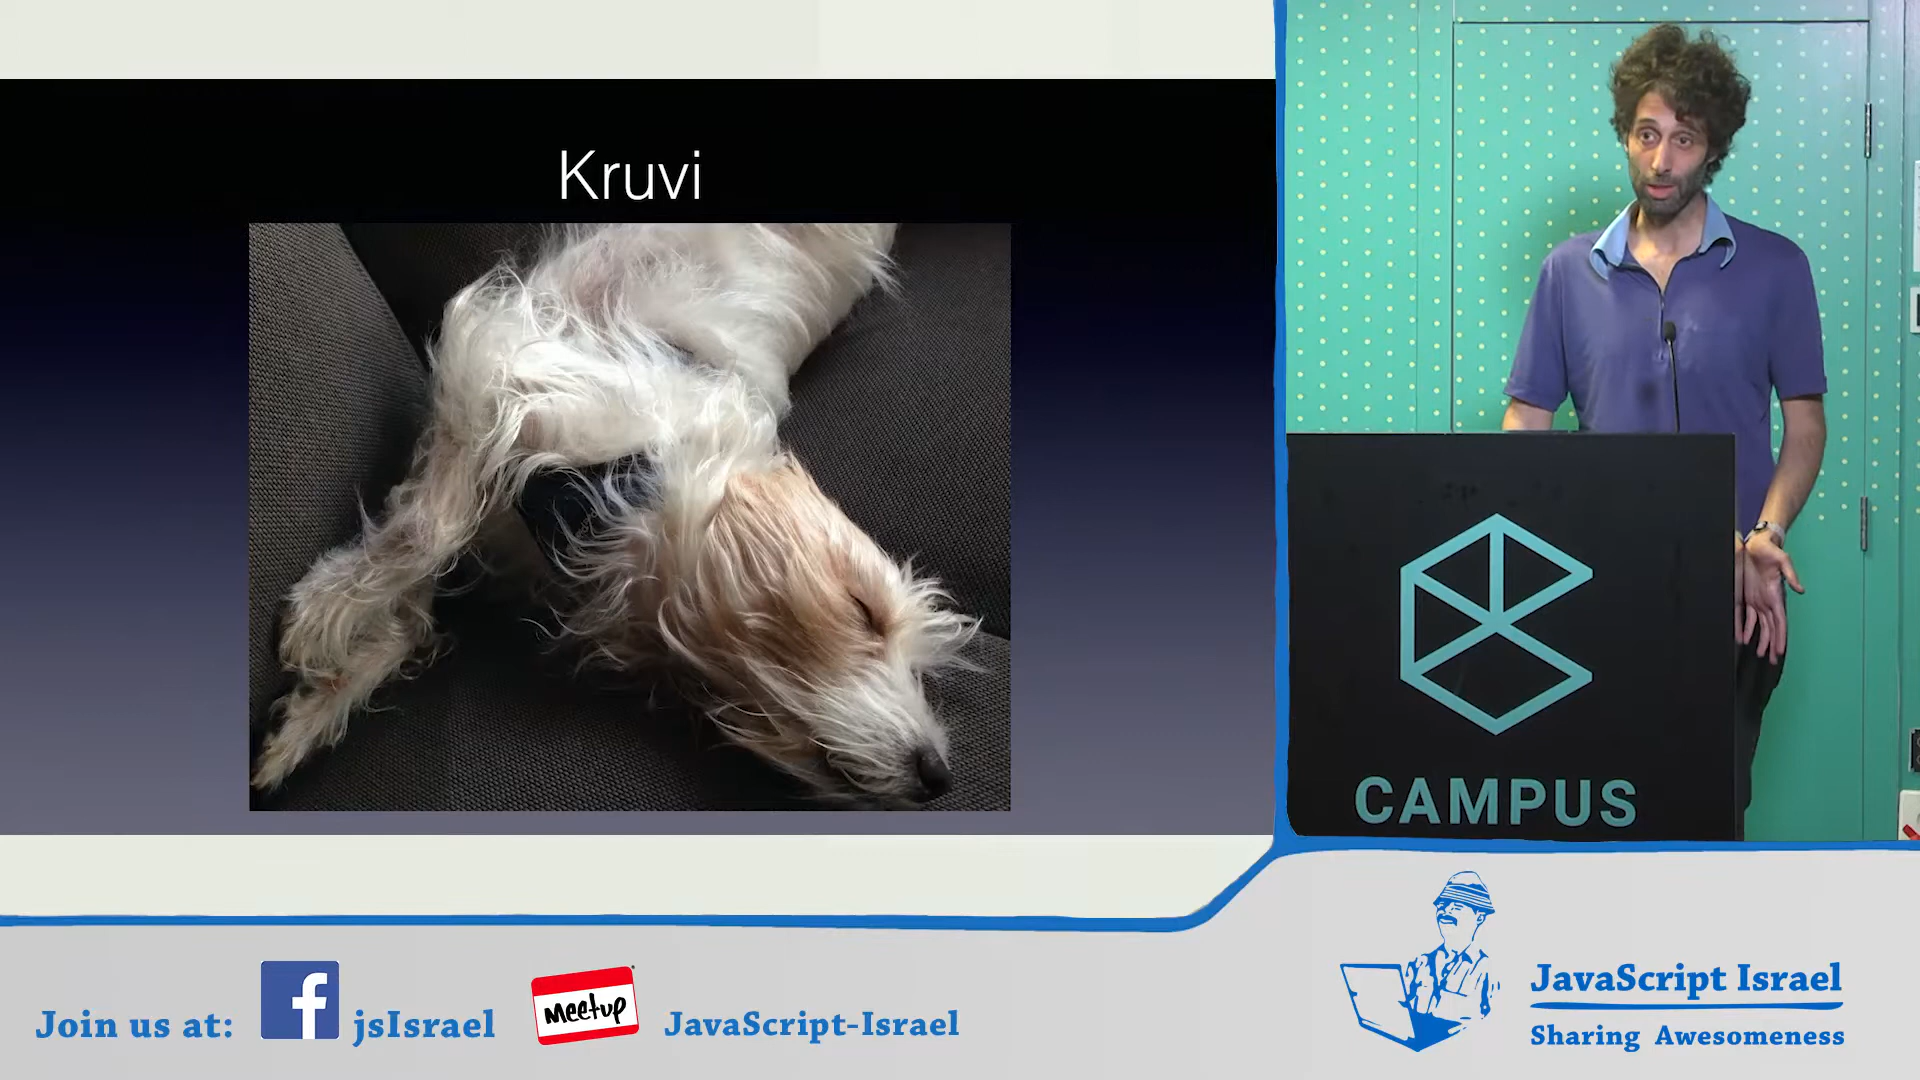 Kruvi
CAMPUS
Join us at:
f
jsIsrael
meetup
JavaScript-Israel
JavaScript Israel
Sharing Awesomeness